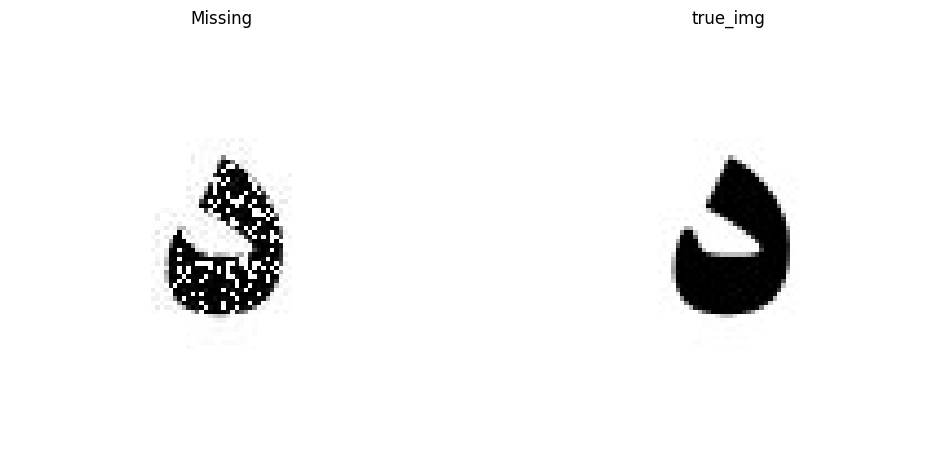 Missing true_img
د د